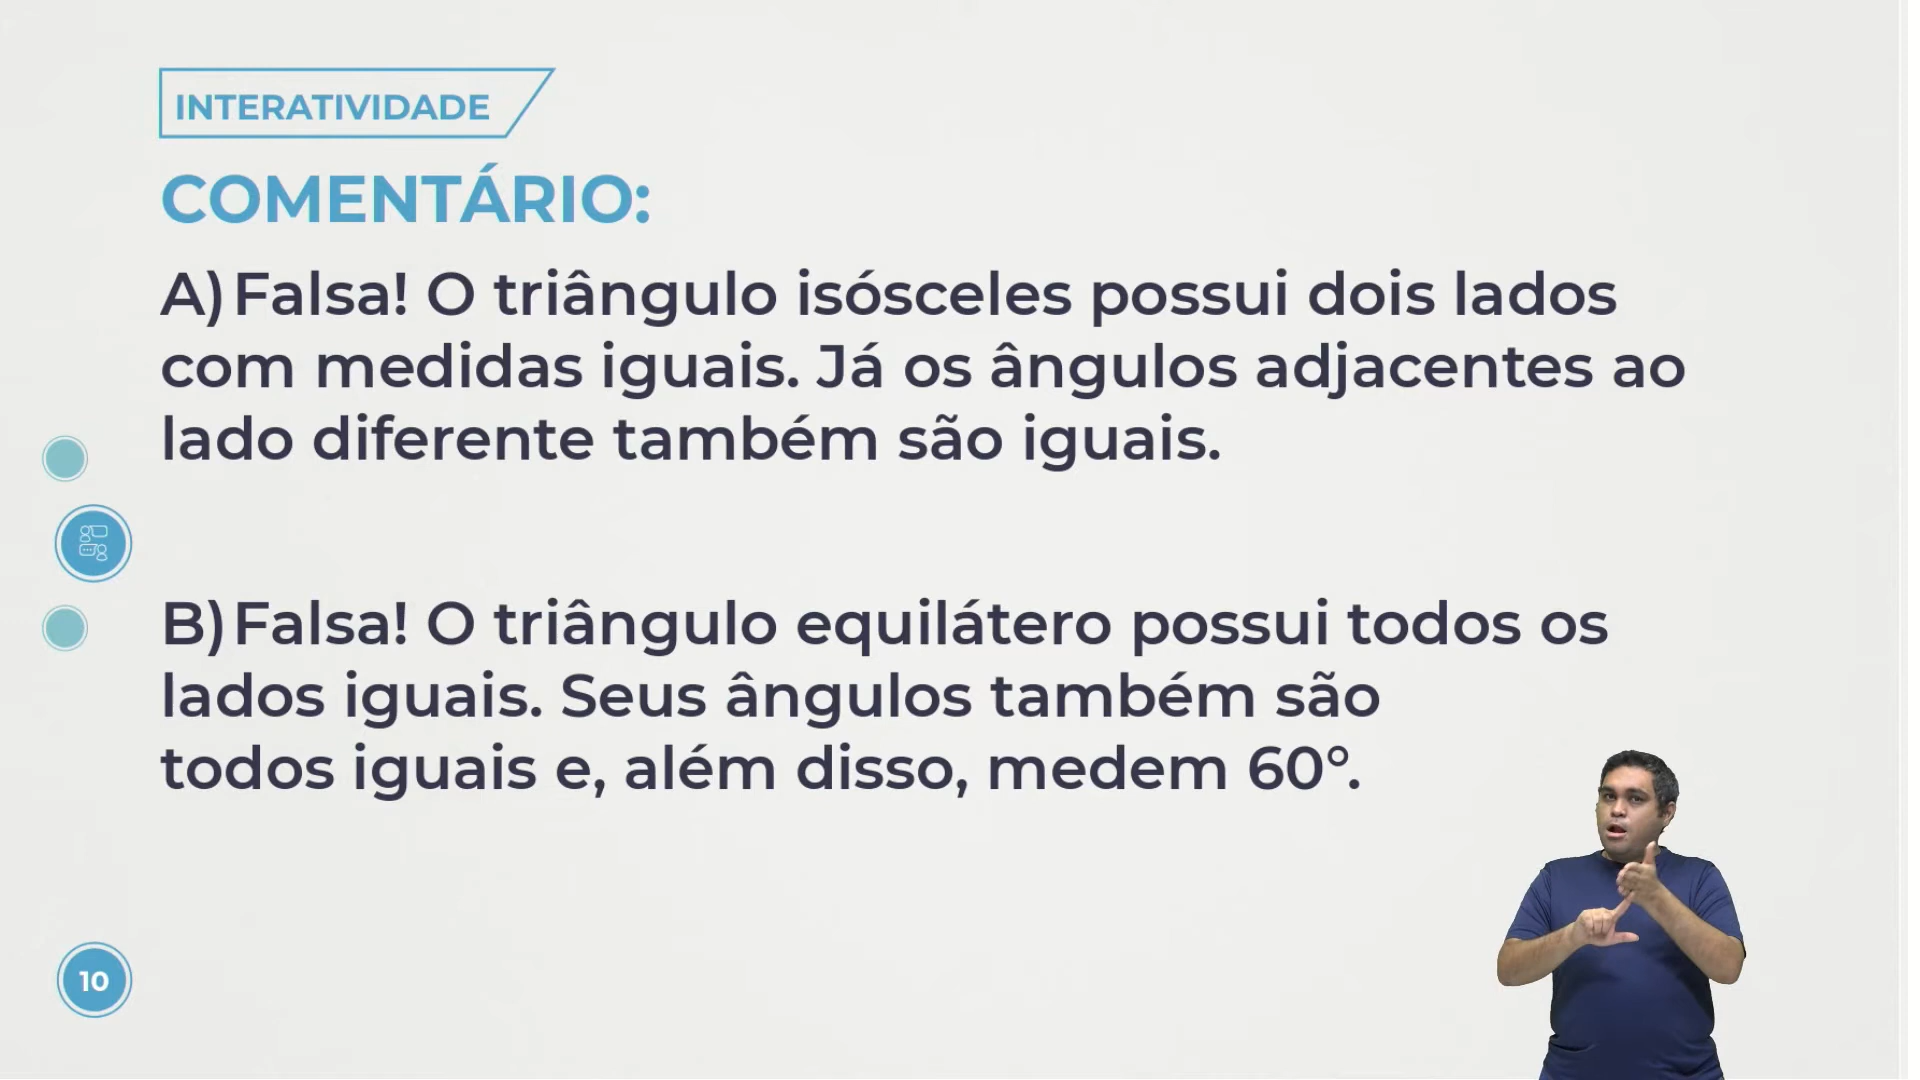 INTERATIVIDADE
COMENTÁRIO:
A) Falsa! O triângulo isósceles possui dois lados
com medidas iguais. Já os ângulos adjacentes ao
lado diferente também são iguais.
B) Falsa! O triângulo equilátero possui todos os
lados iguais. Seus ângulos também são
todos iguais e, além disso, medem 60°.
10